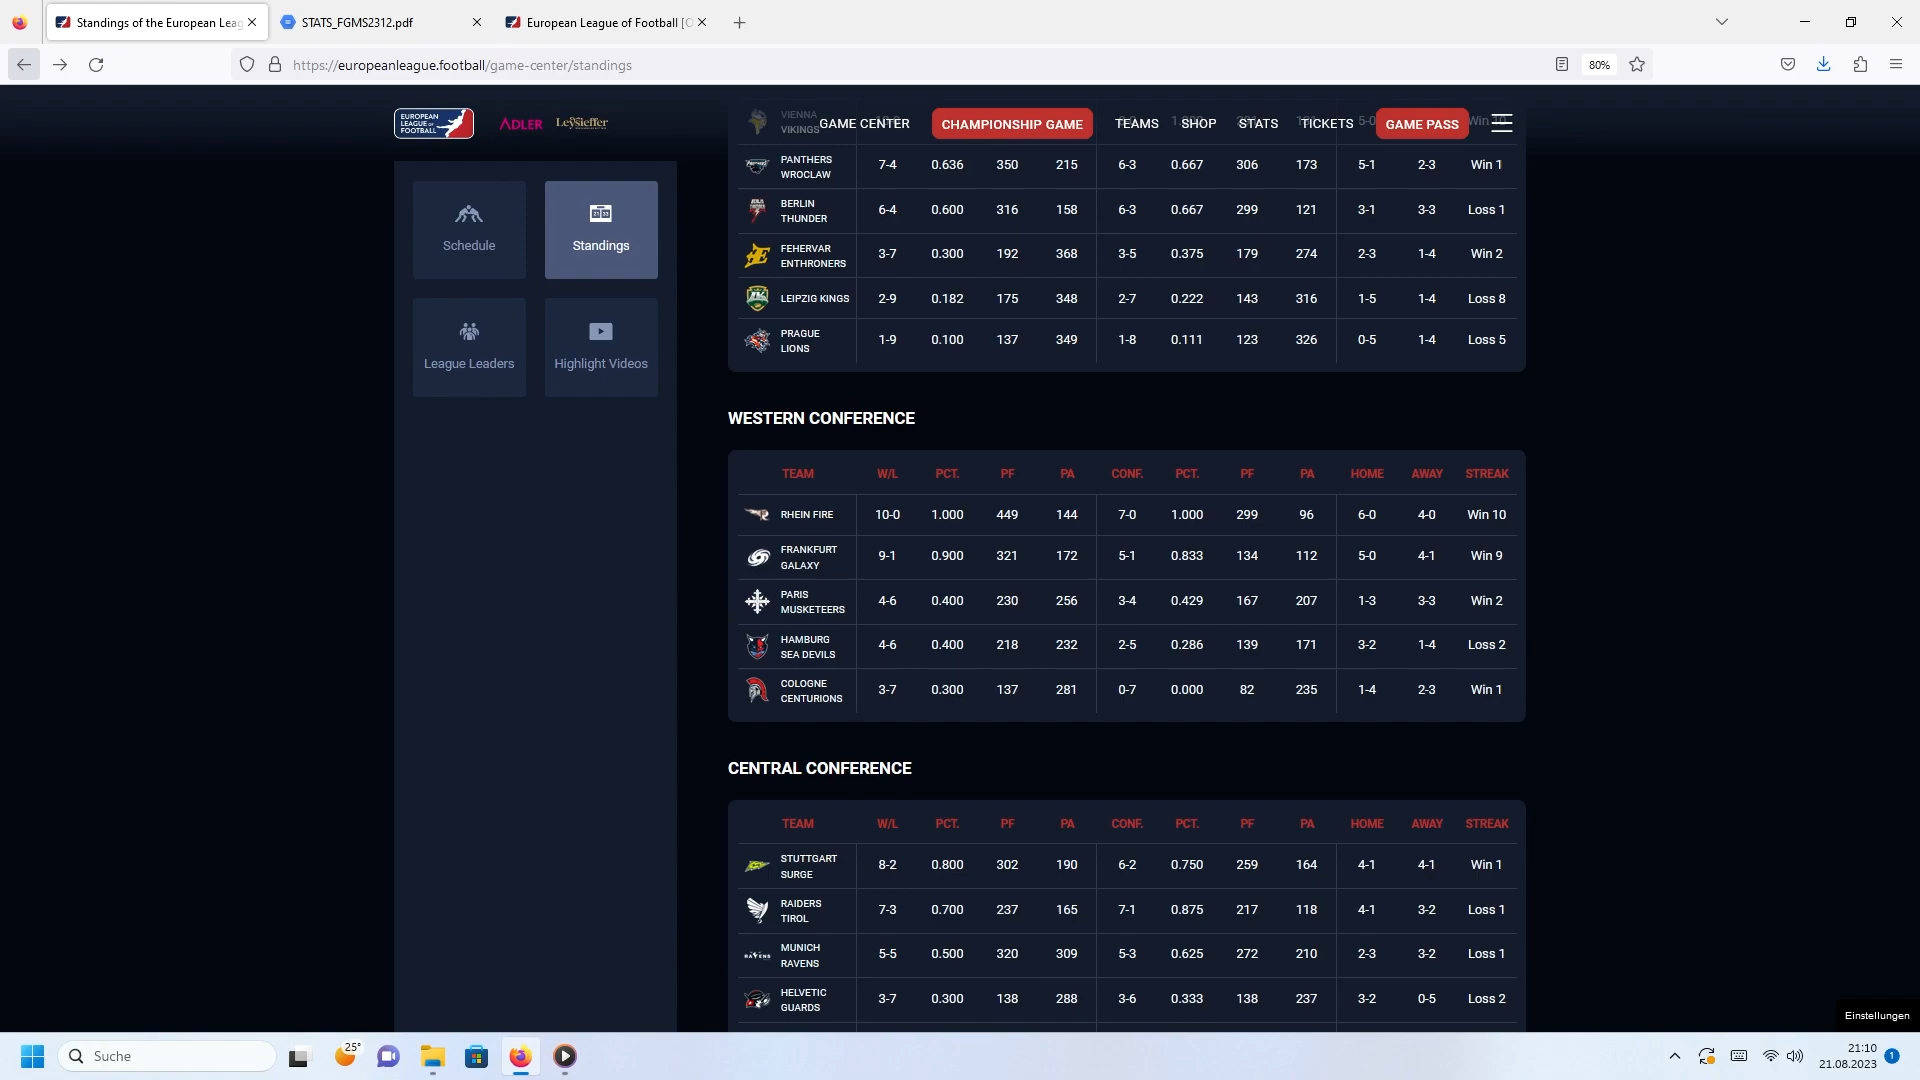 Standings of the European Leag
STATS_FGMS2312.pdf
European League of Football [
https://europeanleague.football/game-center/standings
80%
EUROPEAN LEAGUE OF FOOTBALL
ADLER
Leysieffer
GAME CENTER
CHAMPIONSHIP GAME
TEAMS
SHOP
STATS
TICKETS
GAME PASS
Schedule
Standings
League Leaders
Highlight Videos
VIENNA VIKINGS 5-0 Win 10
PANTHERS WROCLAW 7-4 0.636 350 215 6-3 0.667 306 173 5-1 2-3 Win 1
BERLIN THUNDER 6-4 0.600 316 158 6-3 0.667 299 121 3-1 3-3 Loss 1
FEHERVAR ENTHRONERS 3-7 0.300 192 368 3-5 0.375 179 274 2-3 1-4 Win 2
LEIPZIG KINGS 2-9 0.182 175 348 2-7 0.222 143 316 1-5 1-4 Loss 8
PRAGUE LIONS 1-9 0.100 137 349 1-8 0.111 123 326 0-5 1-4 Loss 5
WESTERN CONFERENCE
TEAM W/L PCT. PF PA CONF. PCT. PF PA HOME AWAY STREAK
RHEIN FIRE 10-0 1.000 449 144 7-0 1.000 299 96 6-0 4-0 Win 10
FRANKFURT GALAXY 9-1 0.900 321 172 5-1 0.833 134 112 5-0 4-1 Win 9
PARIS MUSKETEERS 4-6 0.400 230 256 3-4 0.429 167 207 1-3 3-3 Win 2
HAMBURG SEA DEVILS 4-6 0.400 218 232 2-5 0.286 139 171 3-2 1-4 Loss 2
COLOGNE CENTURIONS 3-7 0.300 137 281 0-7 0.000 82 235 1-4 2-3 Win 1
CENTRAL CONFERENCE
TEAM W/L PCT. PF PA CONF. PCT. PF PA HOME AWAY STREAK
STUTTGART SURGE 8-2 0.800 302 190 6-2 0.750 259 164 4-1 4-1 Win 1
RAIDERS TIROL 7-3 0.700 237 165 7-1 0.875 217 118 4-1 3-2 Loss 1
MUNICH RAVENS 5-5 0.500 320 309 5-3 0.625 272 210 2-3 3-2 Loss 1
HELVETIC GUARDS 3-7 0.300 138 288 3-6 0.333 138 237 3-2 0-5 Loss 2
Einstellungen
Suche
25°
21:10
21.08.2023
1